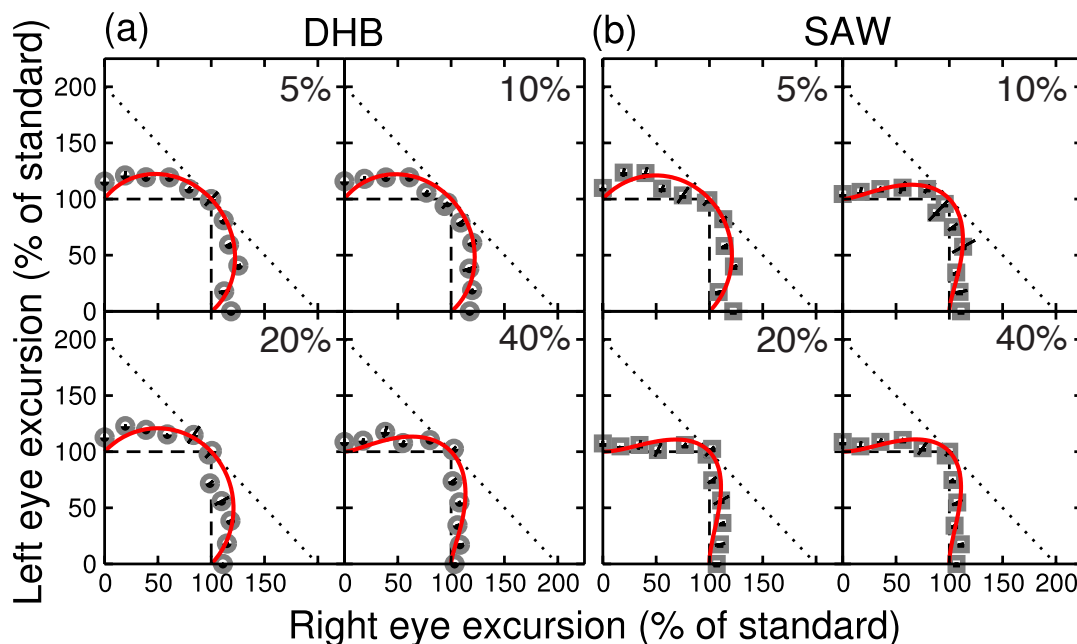 (a) DHB (b) SAW
Left eye excursion (% of standard)
200 5% 10% 5% 10%
150
100
50
0
200 20% 40% 20% 40%
150
100
50
0
0 50 100 150 0 50 100 150 200 0 50 100 150 0 50 100 150 200
Right eye excursion (% of standard)